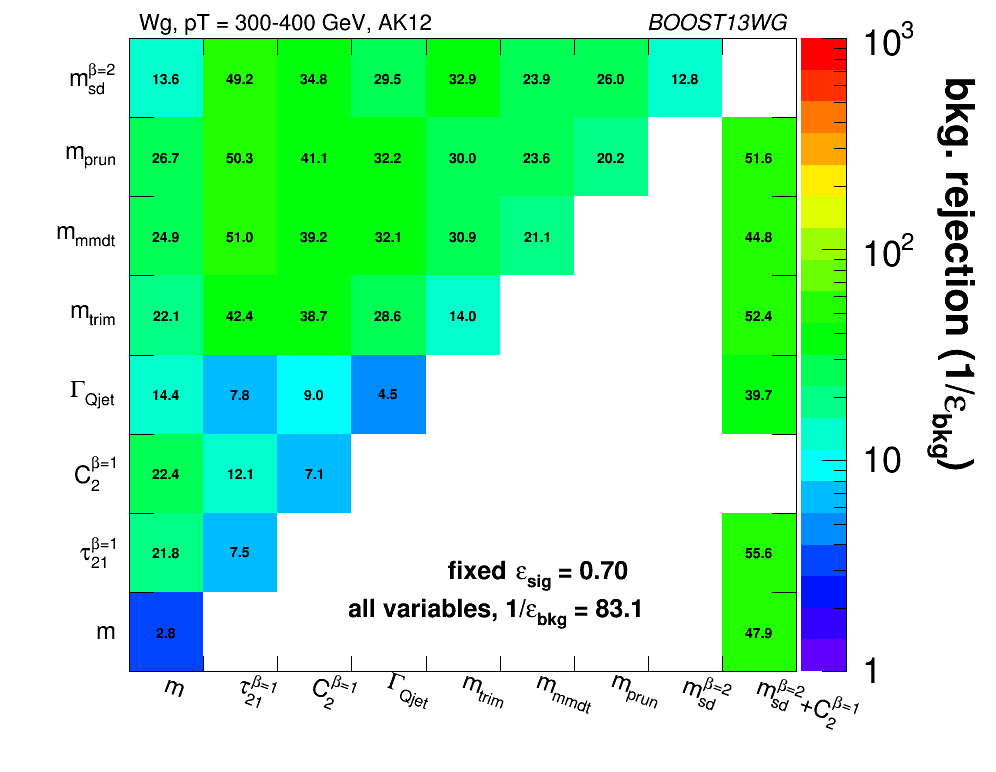 Wg, pT = 300-400 GeV, AK12 BOOST13WG
m_sd^β=2 13.6 49.2 34.8 29.5 32.9 23.9 26.0 12.8
m_prun 26.7 50.3 41.1 32.2 30.0 23.6 20.2 51.6
m_mmdt 24.9 51.0 39.2 32.1 30.9 21.1 44.8
m_trim 22.1 42.4 38.7 28.6 14.0 52.4
Γ_Qjet 14.4 7.8 9.0 4.5 39.7
C_2^β=1 22.4 12.1 7.1
τ_21^β=1 21.8 7.5 55.6
fixed ε_sig = 0.70
all variables, 1/ε_bkg = 83.1
m 2.8 47.9
m τ_21^β=1 C_2^β=1 Γ_Qjet m_trim m_mmdt m_prun m_sd^β=2 m_sd^β=2+C_2^β=1
10^3
10^2
10
1
bkg. rejection (1/ε_bkg)